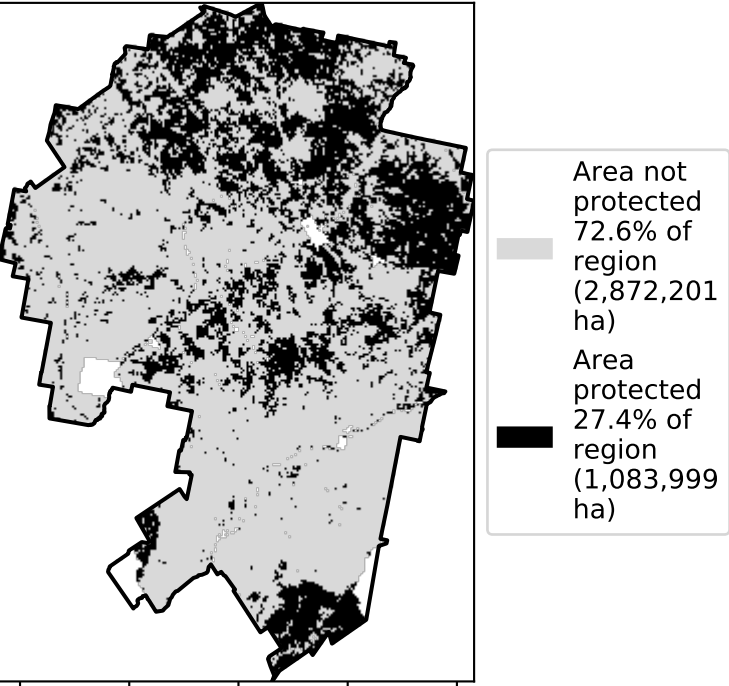 Area not
protected
72.6% of
region
(2,872,201
ha)
Area
protected
27.4% of
region
(1,083,999
ha)